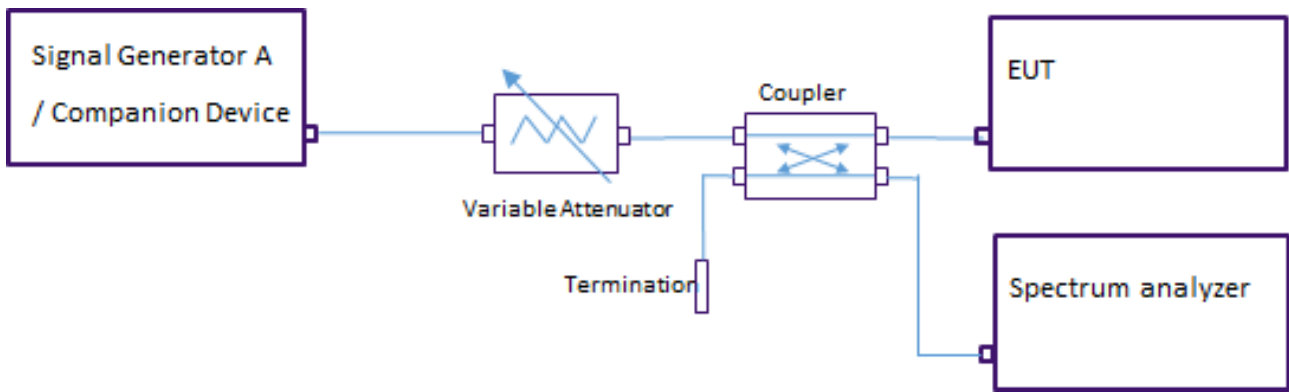 Signal Generator A
/ Companion Device
Variable Attenuator
Coupler
Termination
EUT
Spectrum analyzer